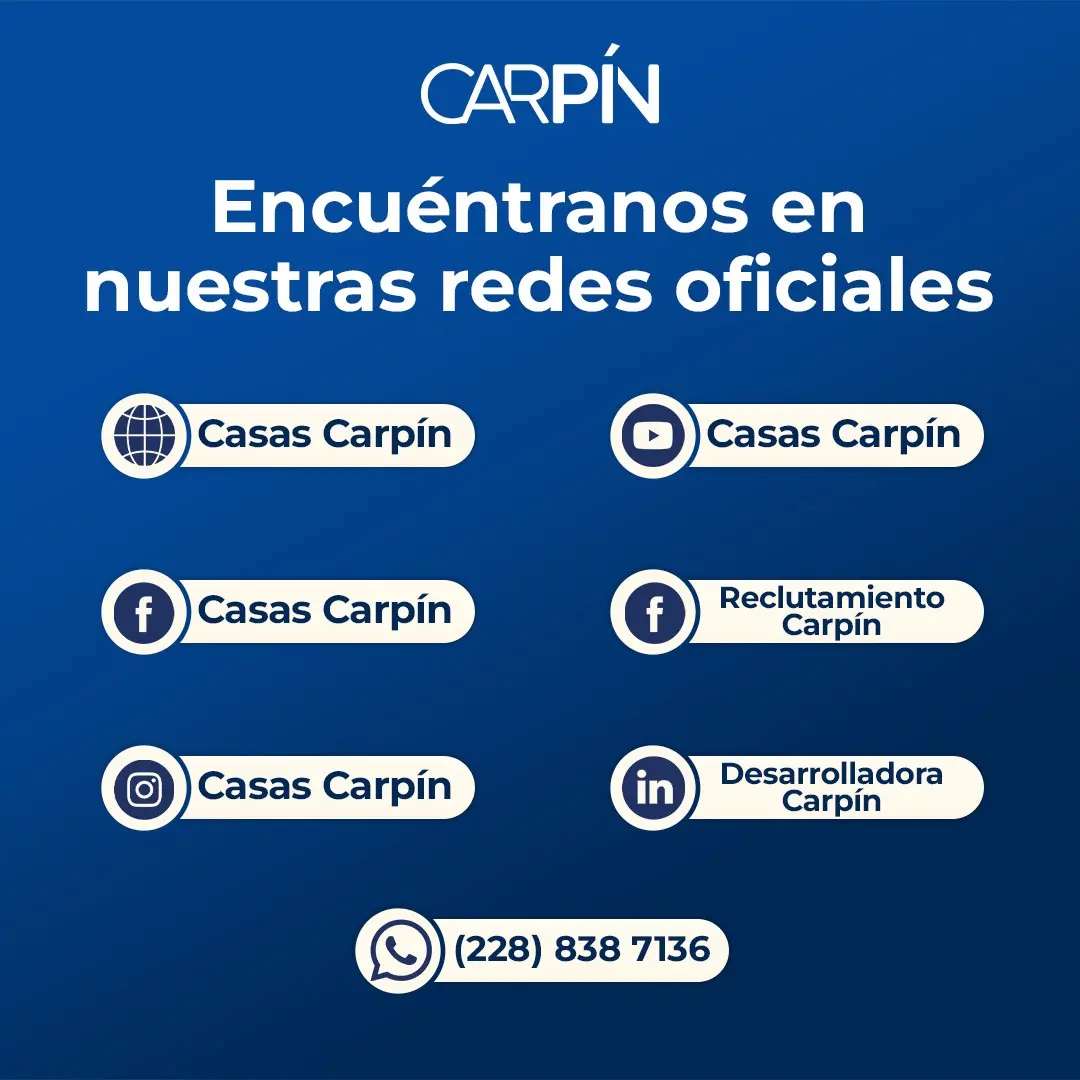 CARPÍN
Encuéntranos en
nuestras redes oficiales
Casas Carpín
Casas Carpín
Casas Carpín
Reclutamiento
Carpín
Casas Carpín
Desarrolladora
Carpín
(228) 838 7136